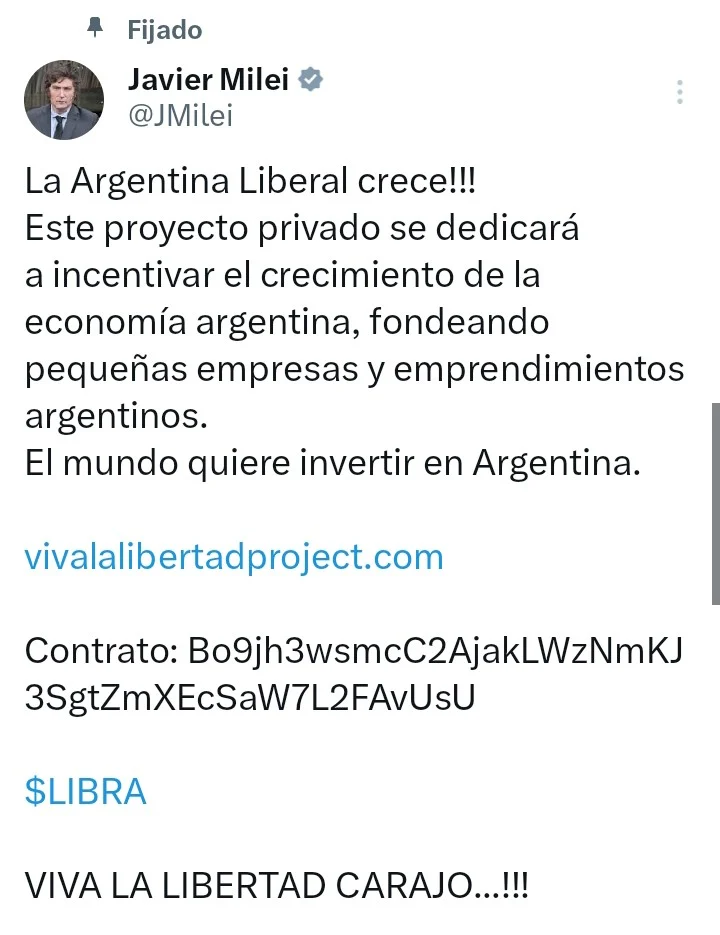 Fijado
Javier Milei
@JMilei
La Argentina Liberal crece!!!
Este proyecto privado se dedicará
a incentivar el crecimiento de la
economía argentina, fondeando
pequeñas empresas y emprendimientos
argentinos.
El mundo quiere invertir en Argentina.
vivalalibertadproject.com
Contrato: Bo9jh3wsmcC2AjakLWzNmKJ
3SgtZmXEcSaW7L2FAvUsU
$LIBRA
VIVA LA LIBERTAD CARAJO...!!!